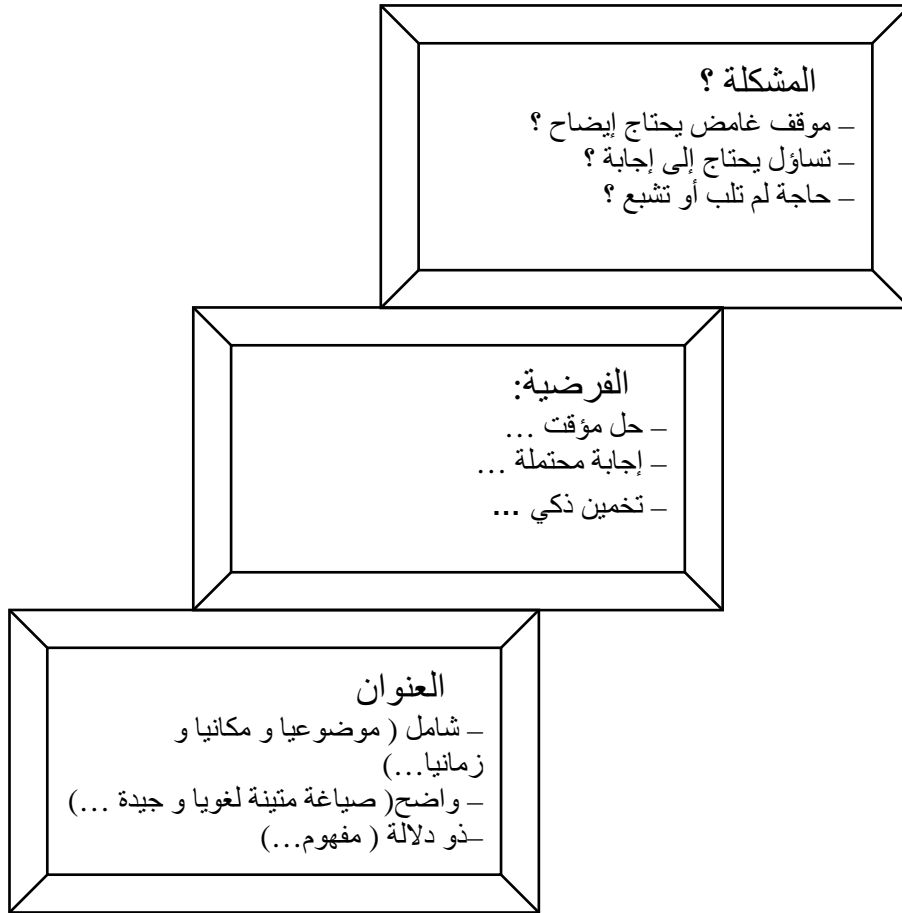 المشكلة ؟
– موقف غامض يحتاج إيضاح ؟
– تساؤل يحتاج إلى إجابة ؟
– حاجة لم تلب أو تشبع ؟
الفرضية:
– حل مؤقت ...
– إجابة محتملة ...
– تخمين ذكي ...
العنوان
– شامل ( موضوعيا و مكانيا و
زمانيا...)
– واضح( صياغة متينة لغويا و جيدة ...)
–ذو دلالة ( مفهوم...)